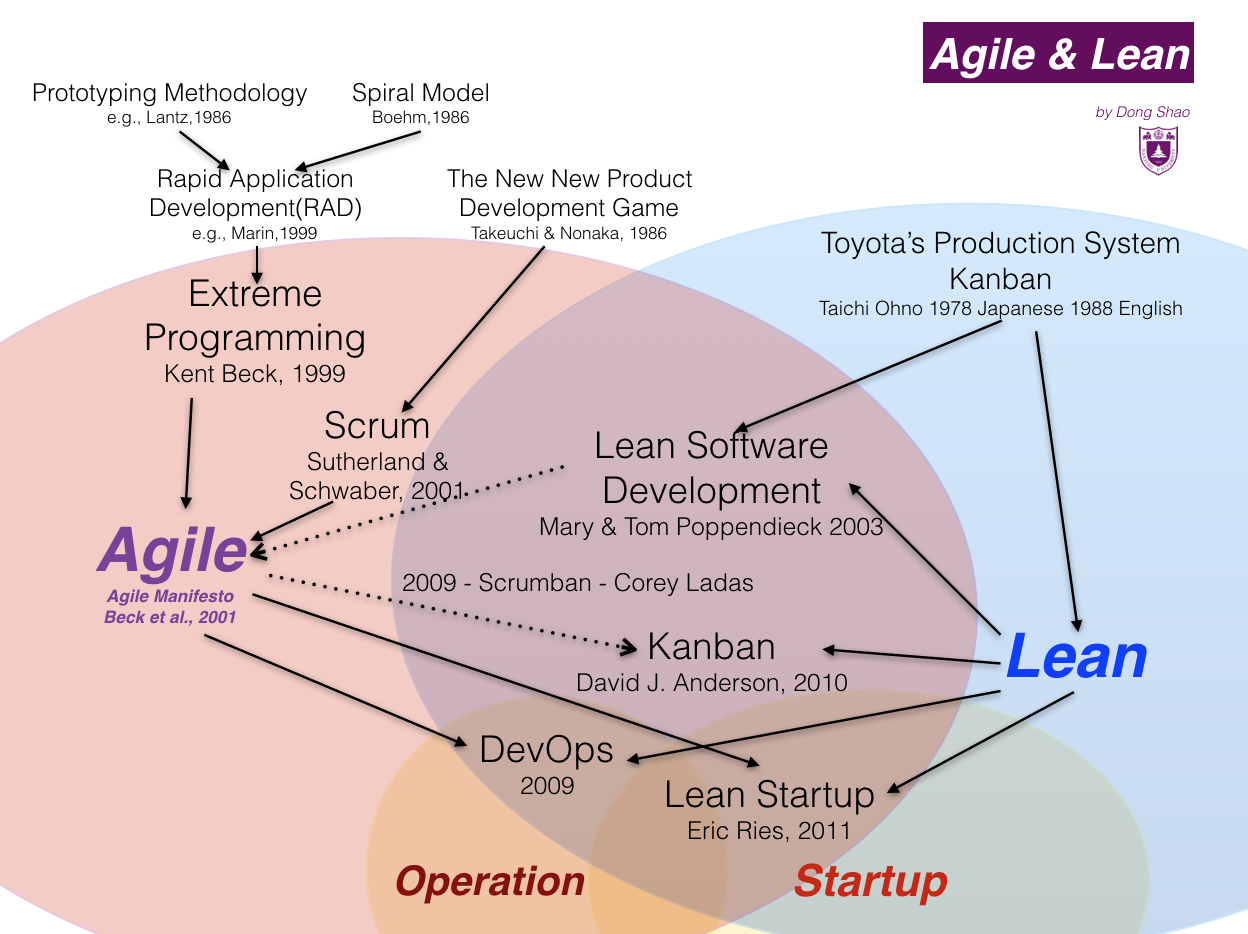 Agile & Lean
by Dong Shao
Prototyping Methodology
e.g., Lantz,1986
Spiral Model
Boehm,1986
Rapid Application
Development(RAD)
e.g., Marin,1999
The New New Product
Development Game
Takeuchi & Nonaka, 1986
Toyota’s Production System
Kanban
Taichi Ohno 1978 Japanese 1988 English
Extreme
Programming
Kent Beck, 1999
Scrum
Sutherland &
Schwaber, 2001
Lean Software
Development
Mary & Tom Poppendieck 2003
Agile
Agile Manifesto
Beck et al., 2001
2009 - Scrumban - Corey Ladas
Kanban
David J. Anderson, 2010
Lean
DevOps
2009
Lean Startup
Eric Ries, 2011
Operation
Startup